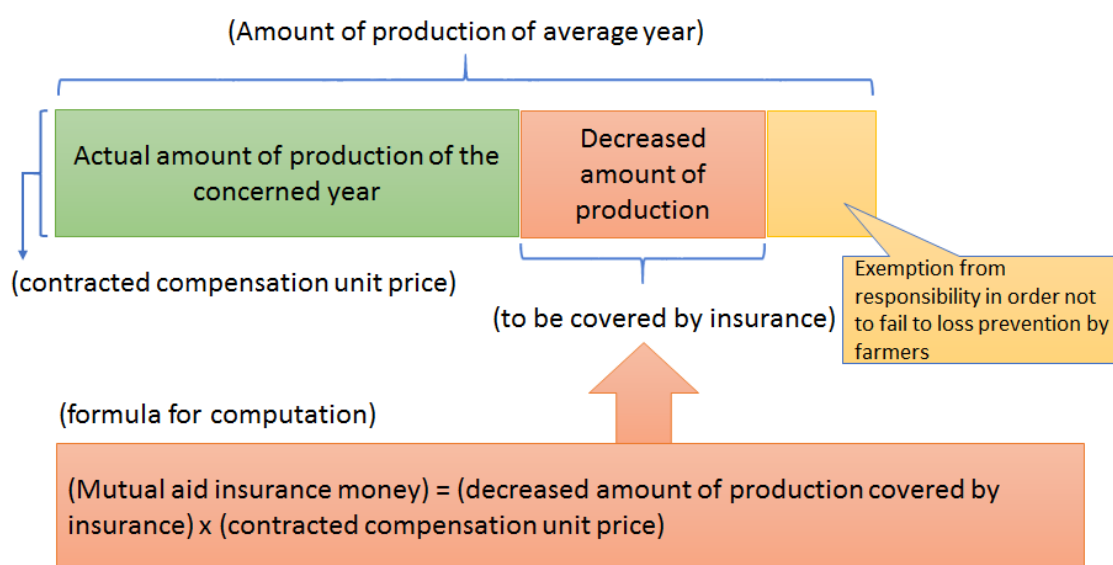 (Amount of production of average year)
Actual amount of production of the
concerned year
Decreased
amount of
production
(contracted compensation unit price)
(to be covered by insurance)
Exemption from
responsibility in order not
to fail to loss prevention by
farmers
(formula for computation)
(Mutual aid insurance money) = (decreased amount of production covered by
insurance) x (contracted compensation unit price)